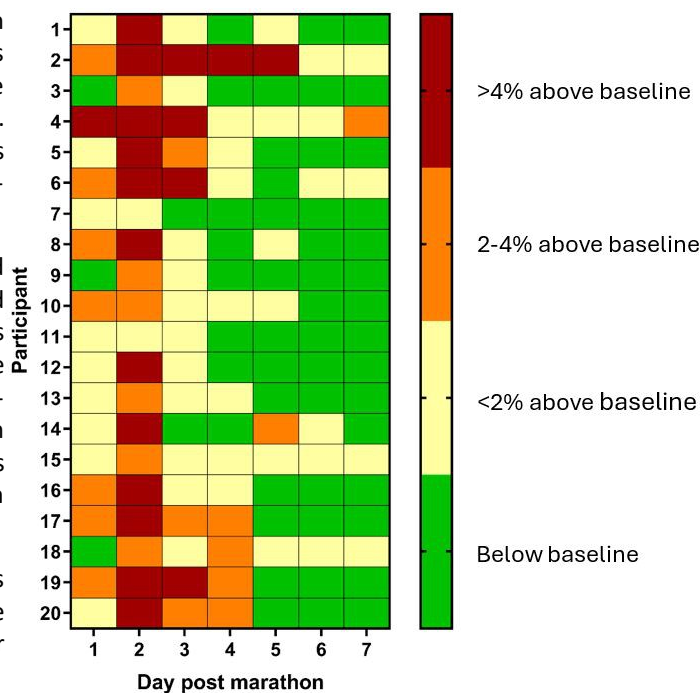 1
2
3
4
5
6
7
8
9
10
11
12
13
14
15
16
17
18
19
20
Participant
1 2 3 4 5 6 7
Day post marathon
>4% above baseline
2-4% above baseline
<2% above baseline
Below baseline